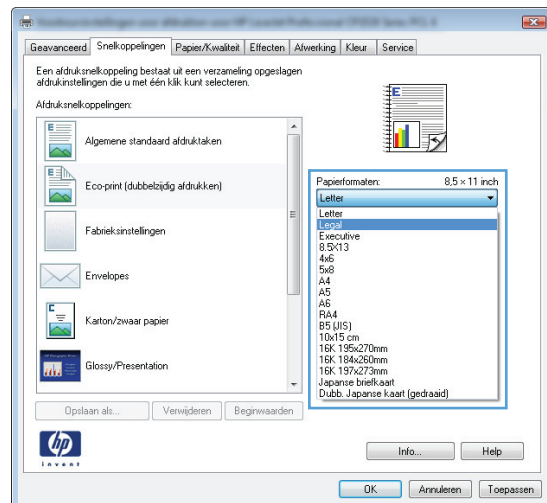 Geavanceerd Snelkoppelingen Papier/Kwaliteit Effecten Afwerking Kleur Service
Een afdruksnelkoppeling bestaat uit een verzameling opgeslagen
afdrukinstellingen die u met één klik kunt selecteren.
Afdruksnelkoppelingen:
Algemene standaard afdruktaken
Eco-print (dubbelzijdig afdrukken)
Fabrieksinstellingen
Envelopes
Karton/zwaar papier
Glossy/Presentation
Opslaan als... Verwijderen Beginwaarden
Papierformaten: 8,5 × 11 inch
Letter
Letter
Legal
Executive
8.5X13
4x6
5x8
A4
A5
A6
RA4
B5 (JIS)
10x15 cm
16K 195x270mm
16K 184x260mm
16K 197x273mm
Japanse briefkaart
Dubb. Japanse kaart (gedraaid)
hp
invent
Info... Help
OK Annuleren Toepassen